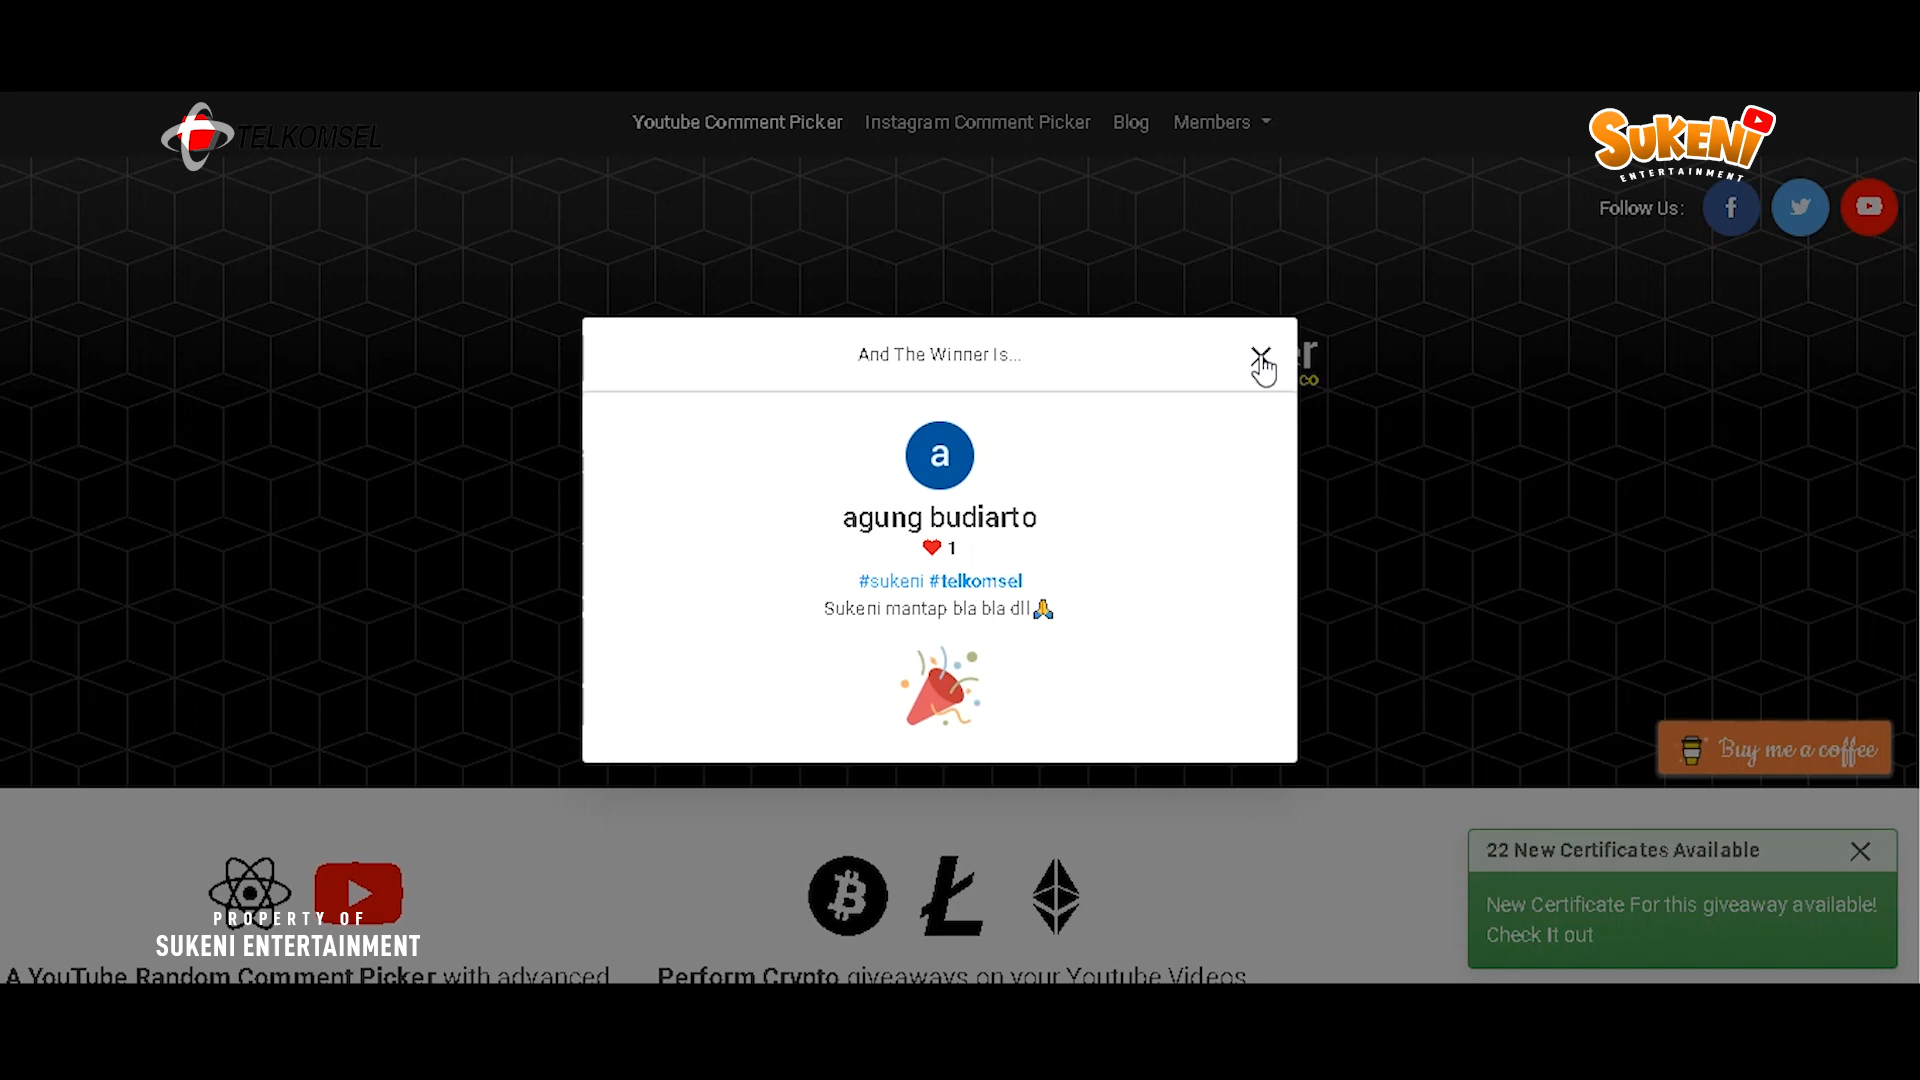 TELKOMSEL
Youtube Comment Picker Instagram Comment Picker Blog Members
SUKENI
ENTERTAINMENT
Follow Us:
And The Winner Is...
er
co
a
agung budiarto
1
#sukeni #telkomsel
Sukeni mantap bla bla dll
Buy me a coffee
22 New Certificates Available
New Certificate For this giveaway available!
Check It out
PROPERTY OF
SUKENI ENTERTAINMENT
A YouTube Random Comment Picker with advanced
Perform Crypto giveaways on your Youtube Videos